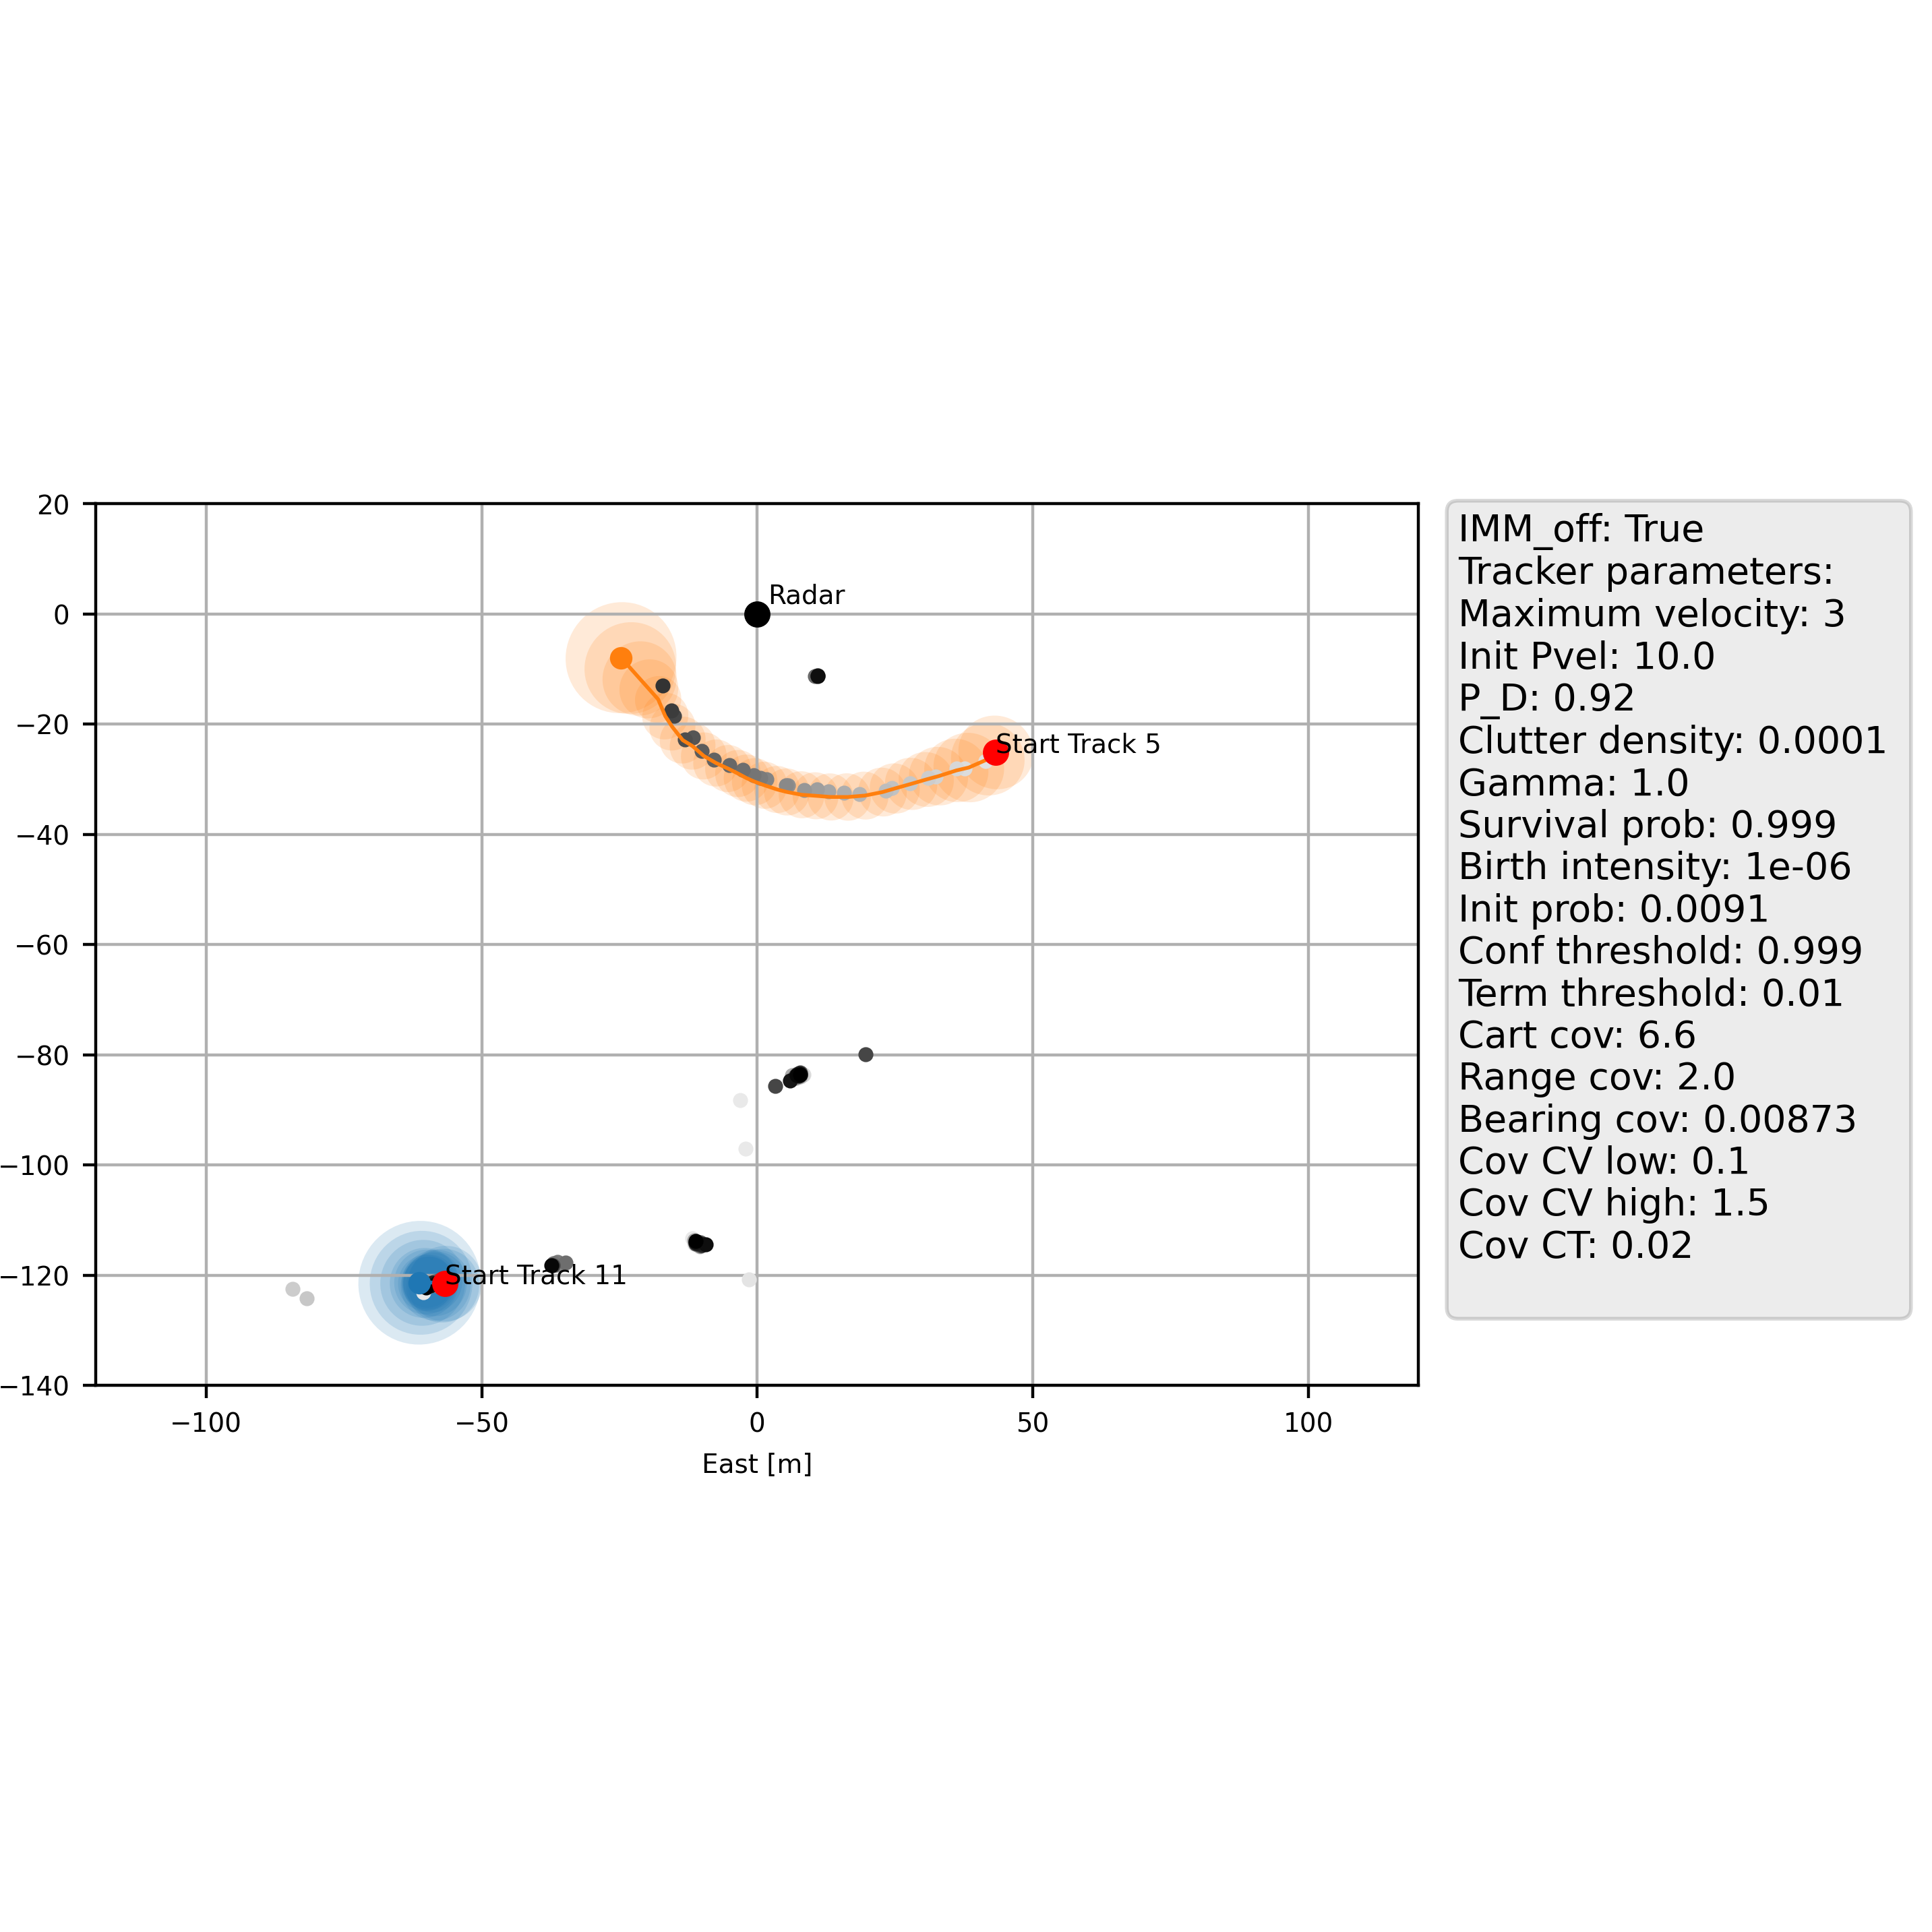 20
0
−20
−40
−60
−80
−100
−120
−140
−100
−50
0
50
100
East [m]
Radar
Start Track 5
Start Track 11
IMM_off: True
Tracker parameters:
Maximum velocity: 3
Init Pvel: 10.0
P_D: 0.92
Clutter density: 0.0001
Gamma: 1.0
Survival prob: 0.999
Birth intensity: 1e-06
Init prob: 0.0091
Conf threshold: 0.999
Term threshold: 0.01
Cart cov: 6.6
Range cov: 2.0
Bearing cov: 0.00873
Cov CV low: 0.1
Cov CV high: 1.5
Cov CT: 0.02